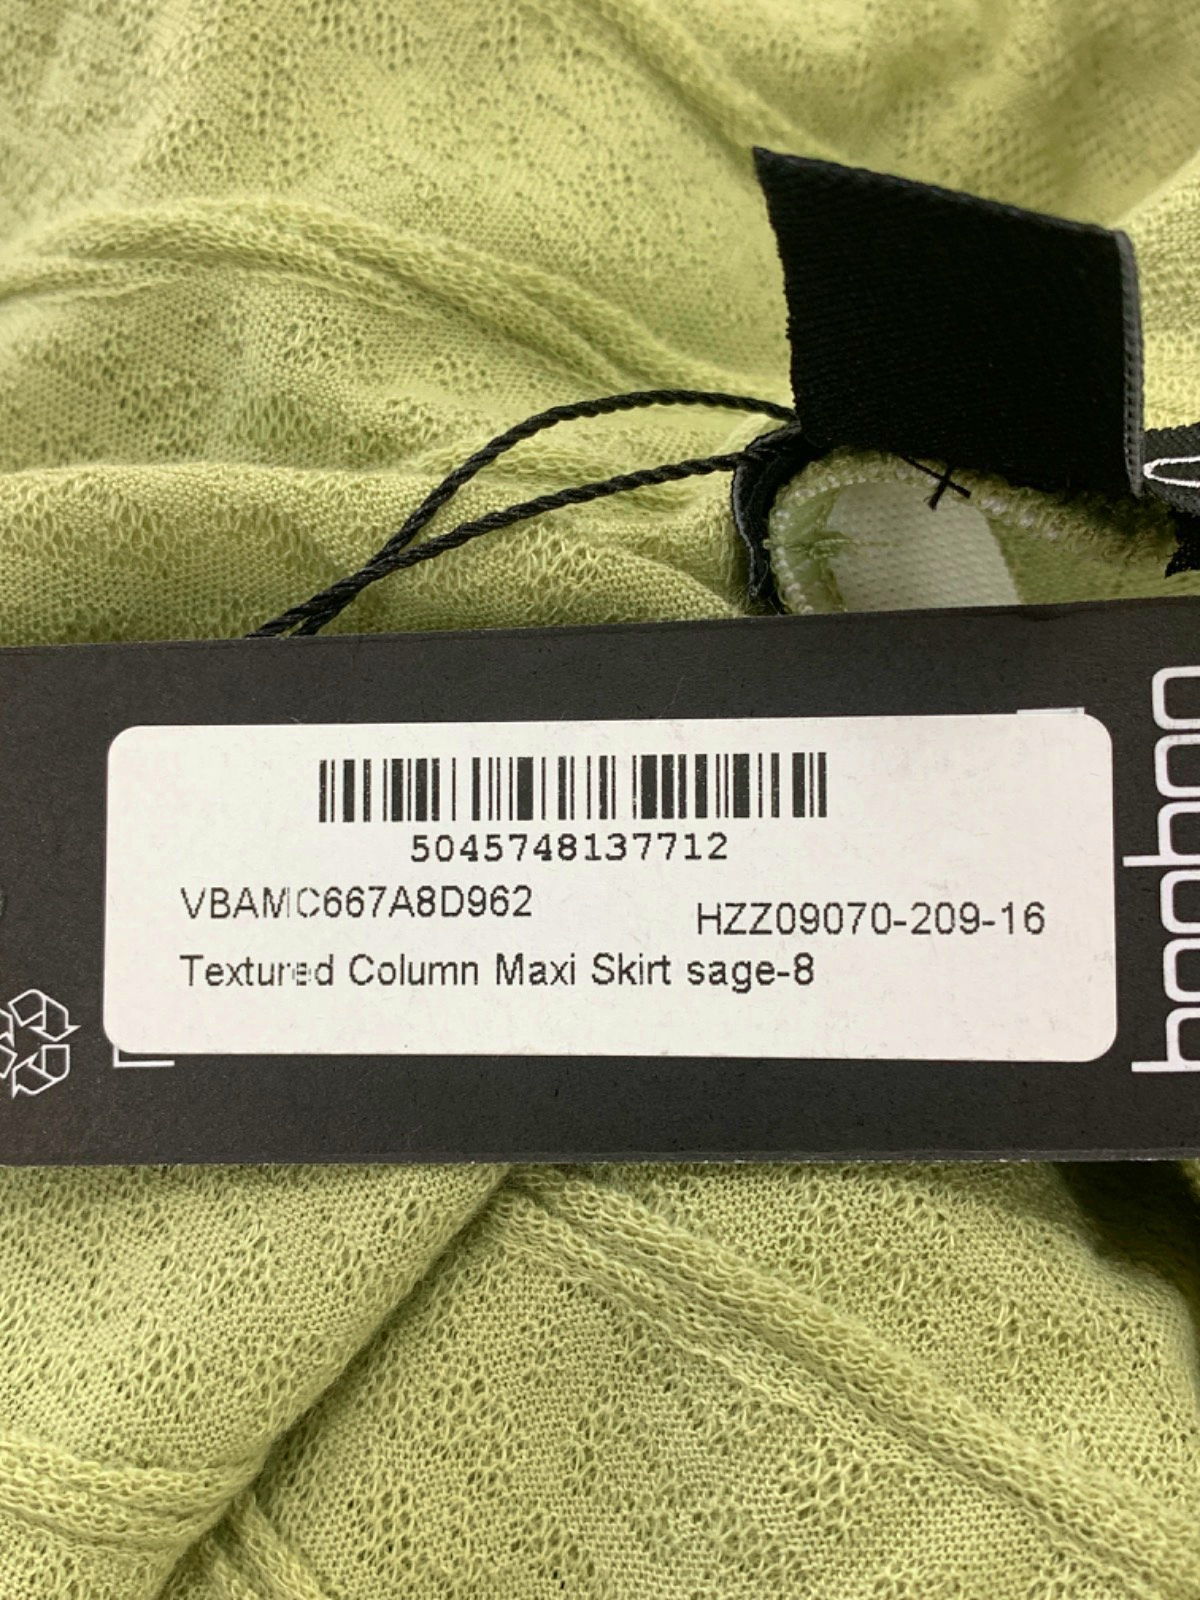 5045748137712
VBAMC667A8D962
HZZ09070-209-16
Textured Column Maxi Skirt sage-8
boohoo